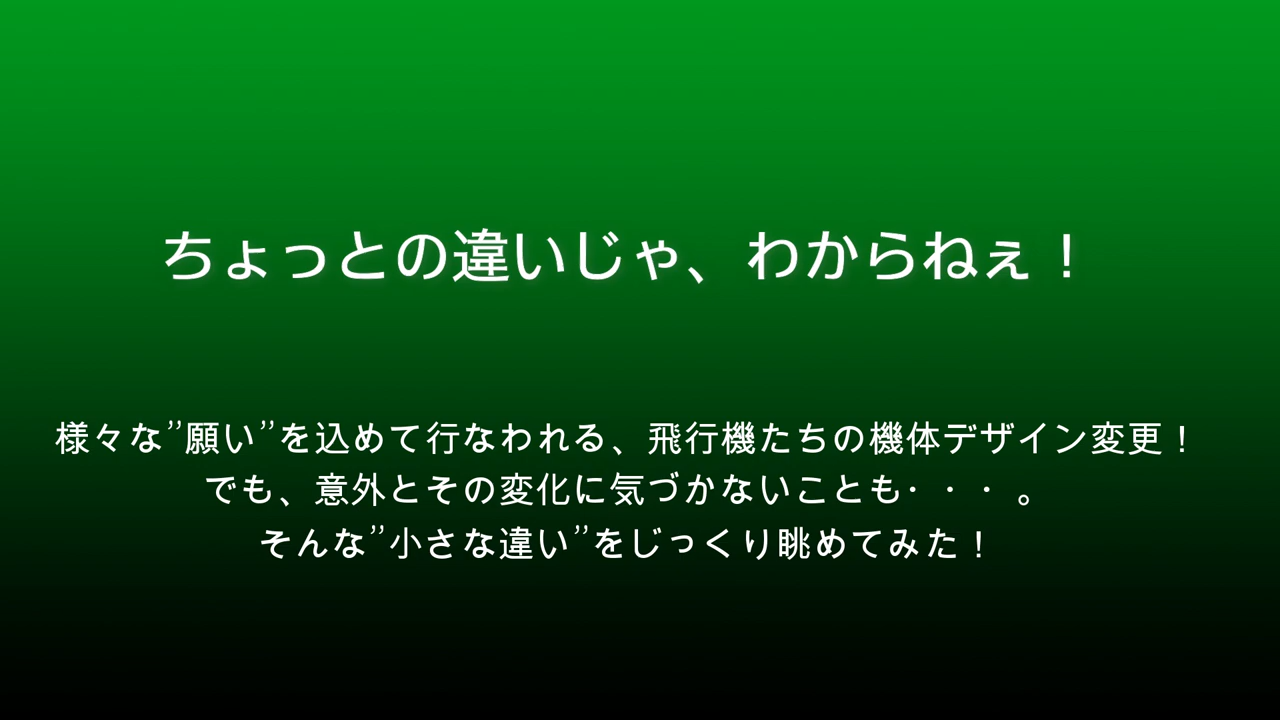 ちょっとの違いじゃ、わからねぇ！
様々な”願い”を込めて行なわれる、飛行機たちの機体デザイン変更！
でも、意外とその変化に気づかないことも・・・。
そんな”小さな違い”をじっくり眺めてみた！